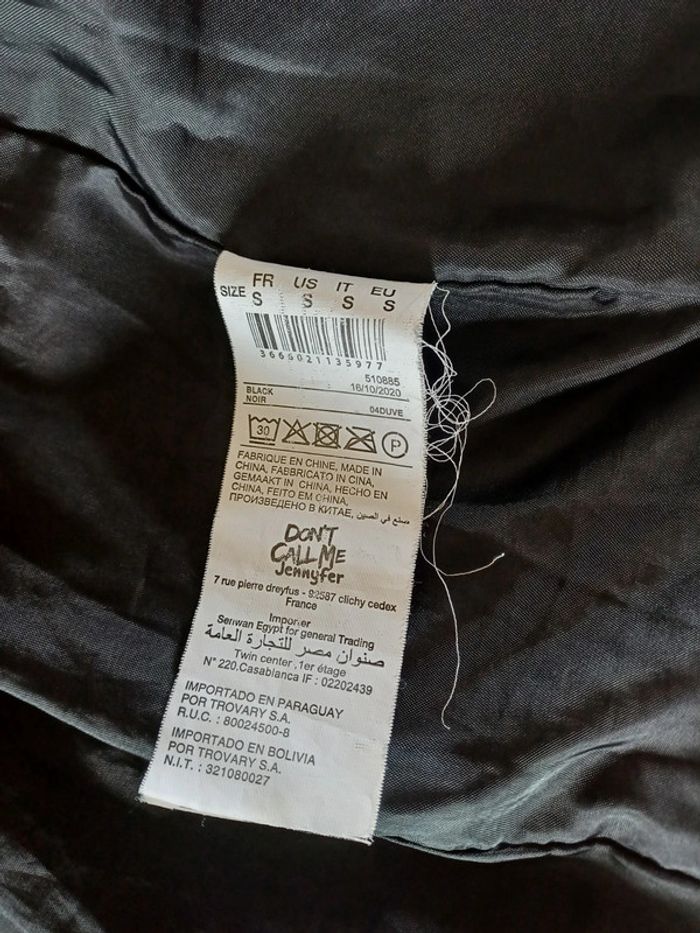 FR US IT EU
SIZE S S S S
3666021135977
510885
BLACK 16/10/2020
NOIR
04DUVE
30 P
FABRIQUE EN CHINE, MADE IN
CHINA, FABBRICATO IN CINA,
GEMAAKT IN CHINA, HECHO EN
CHINA, FEITO EM CHINA,
ПРОИЗВЕДЕНО В КИТАЕ, صنع في الصين
DON'T
CALL ME
Jennyfer
7 rue pierre dreyfus - 92587 clichy cedex
France
Importer
Serwan Egypt for general Trading
صنوان مصر للتجارة العامة
Twin center ,1er étage
N° 220.Casablanca IF : 02202439
IMPORTADO EN PARAGUAY
POR TROVARY S.A.
R.U.C. : 80024500-8
IMPORTADO EN BOLIVIA
POR TROVARY S.A.
N.I.T. : 321080027